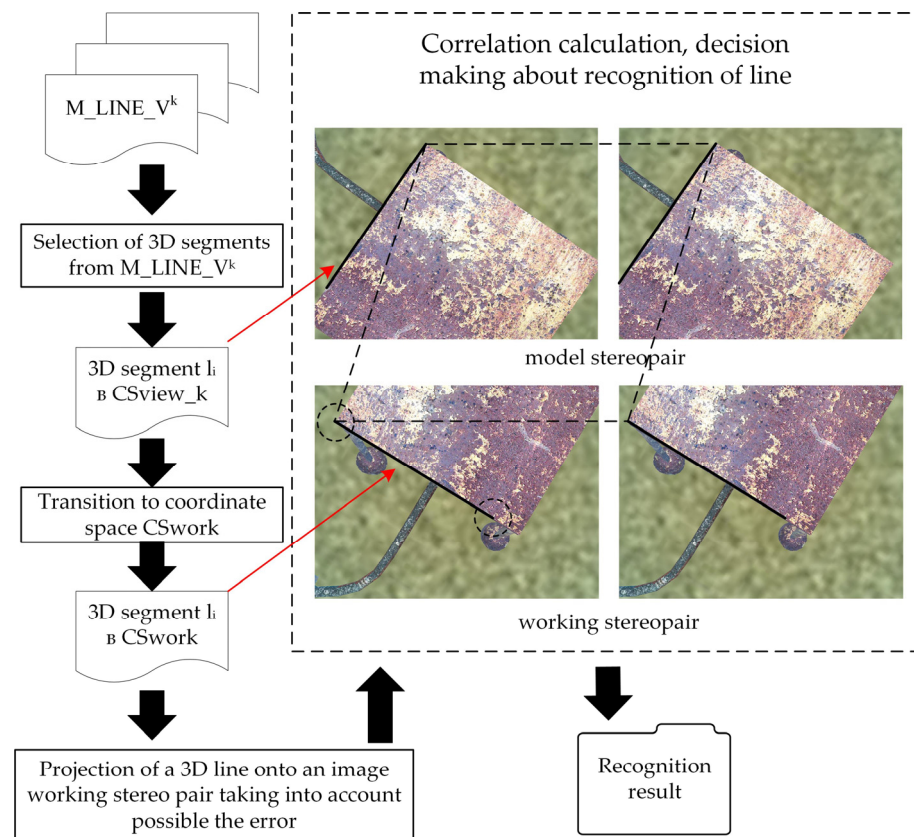 M_LINE_Vᵏ
Selection of 3D segments
from M_LINE_Vᵏ
3D segment lᵢ
в CSview_k
Transition to coordinate
space CSwork
3D segment lᵢ
в CSwork
Projection of a 3D line onto an image
working stereo pair taking into account
possible the error
Correlation calculation, decision
making about recognition of line
model stereopair
working stereopair
Recognition
result